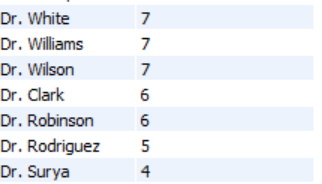 Dr. White 7
Dr. Williams 7
Dr. Wilson 7
Dr. Clark 6
Dr. Robinson 6
Dr. Rodriguez 5
Dr. Surya 4